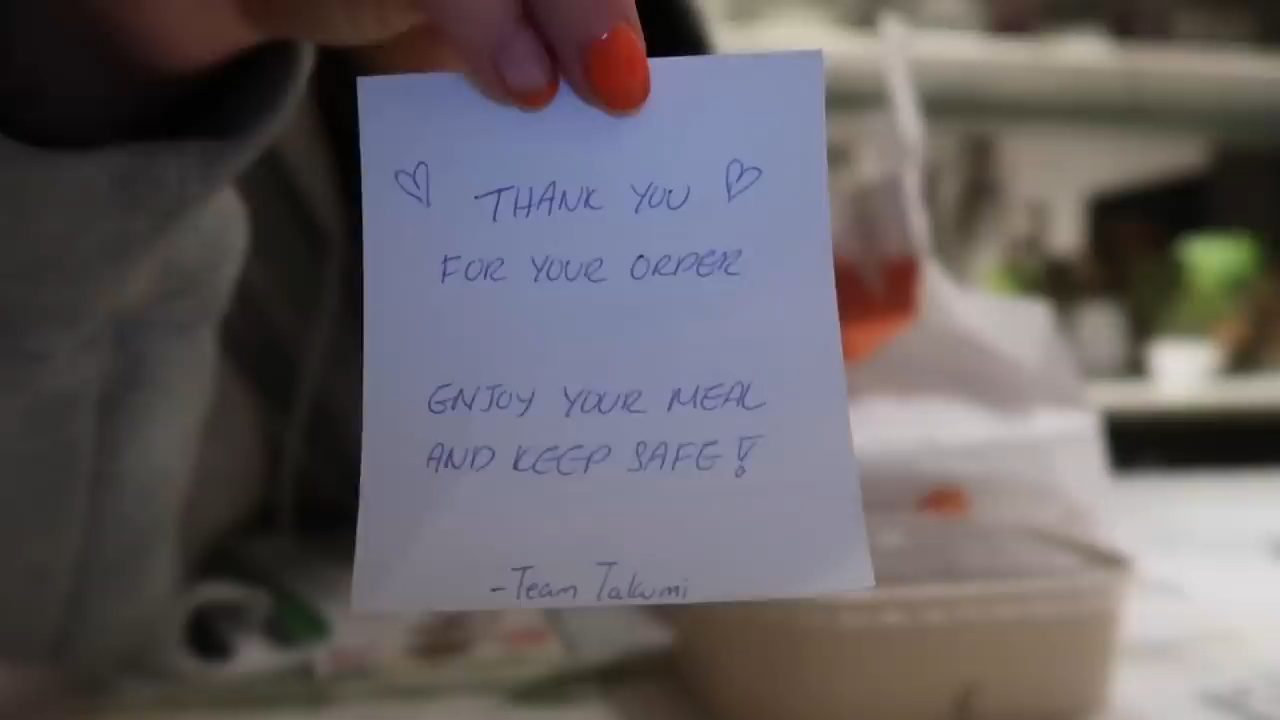 ♡ THANK YOU ♡
FOR YOUR ORDER
ENJOY YOUR MEAL
AND KEEP SAFE!
-Team Takumi